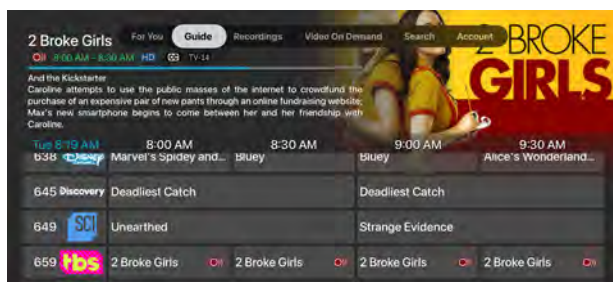 For You Guide Recordings Video On Demand Search Account
2 Broke Girls
8:00 AM - 8:30 AM HD TV-14
2 BROKE
GIRLS
And the Kickstarter
Caroline attempts to use the public masses of the internet to crowdfund the
purchase of an expensive pair of new pants through an online fundraising website;
Max's new smartphone begins to come between her and her friendship with
Caroline.
Tue 8:19 AM 8:00 AM 8:30 AM 9:00 AM 9:30 AM
638 Disney Marvel's Spidey and... Bluey Bluey Alice's Wonderland...
645 Discovery Deadliest Catch Deadliest Catch
649 SCI Unearthed Strange Evidence
659 tbs 2 Broke Girls 2 Broke Girls 2 Broke Girls 2 Broke Girls